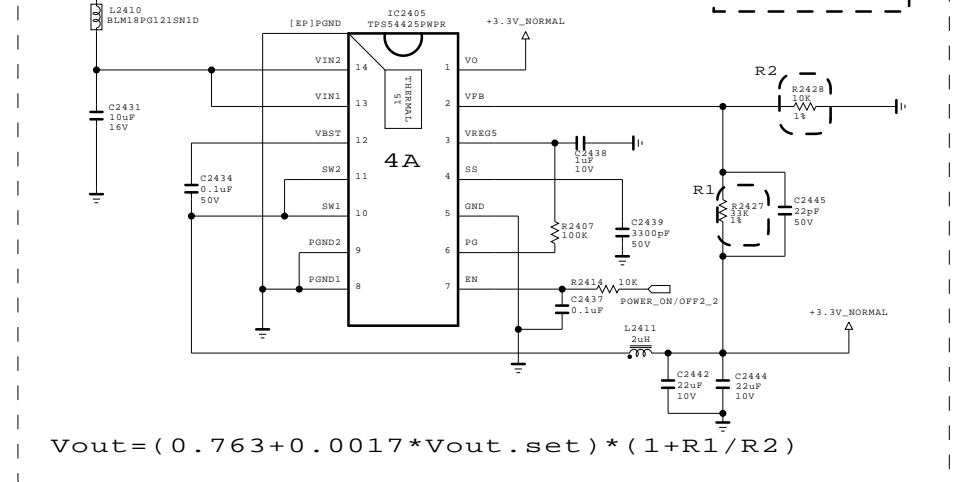 L2410
BLM18PG121SN1D
[EP]PGND
IC2405
TPS54425PWPR
+3.3V_NORMAL
VIN2
14
1
VO
R2
R2428
10K
1%
VIN1
13
THERMAL
15
2
VFB
C2431
10uF
16V
VBST
12
3
VREG5
C2438
1uF
10V
4A
SW2
11
4
SS
C2434
0.1uF
50V
R1
R2427
33K
1%
C2445
22pF
50V
SW1
10
5
GND
R2407
100K
C2439
3300pF
50V
PGND2
9
6
PG
PGND1
8
7
EN
R2414
10K
POWER_ON/OFF2_2
C2437
0.1uF
+3.3V_NORMAL
L2411
2uH
C2442
22uF
10V
C2444
22uF
10V
Vout=(0.763+0.0017*Vout.set)*(1+R1/R2)